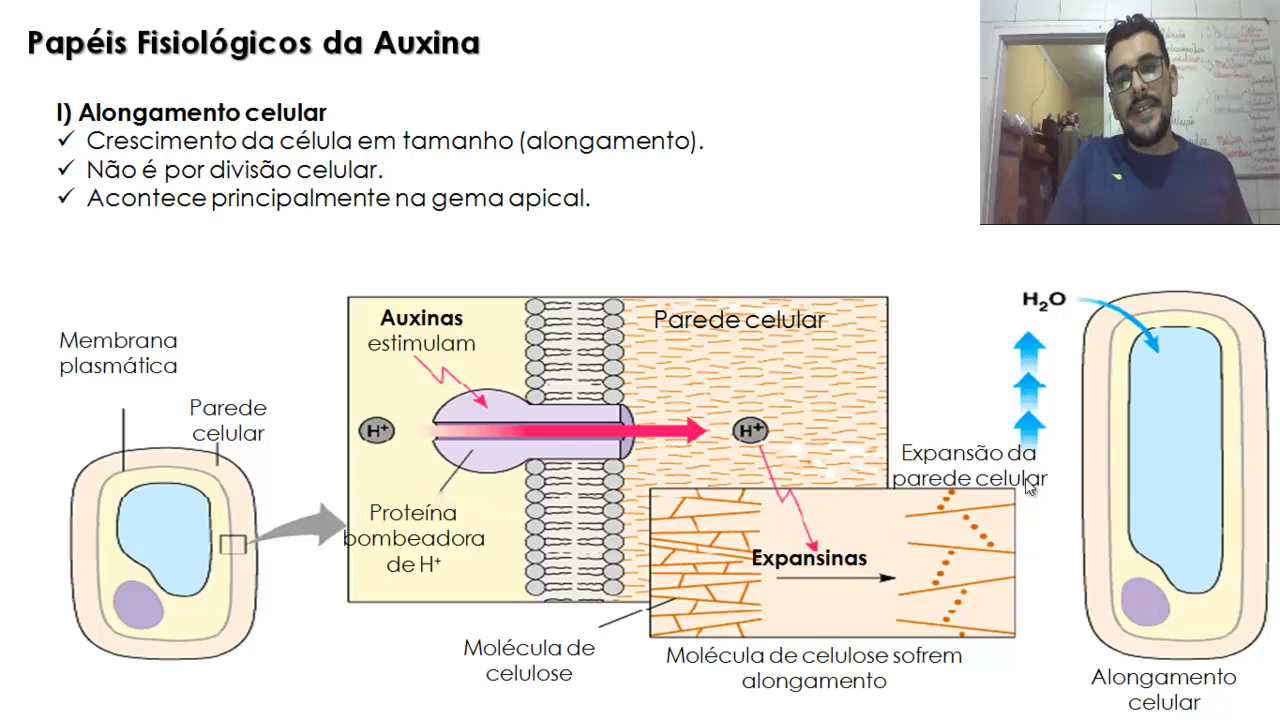 Papéis Fisiológicos da Auxina
I) Alongamento celular
✓ Crescimento da célula em tamanho (alongamento).
✓ Não é por divisão celular.
✓ Acontece principalmente na gema apical.
Membrana
plasmática
Parede
celular
Auxinas
estimulam
H⁺
Proteína
bombeadora
de H⁺
Parede celular
H⁺
Expansinas
Molécula de
celulose
Molécula de celulose sofrem
alongamento
Expansão da
parede celular
H₂O
Alongamento
celular